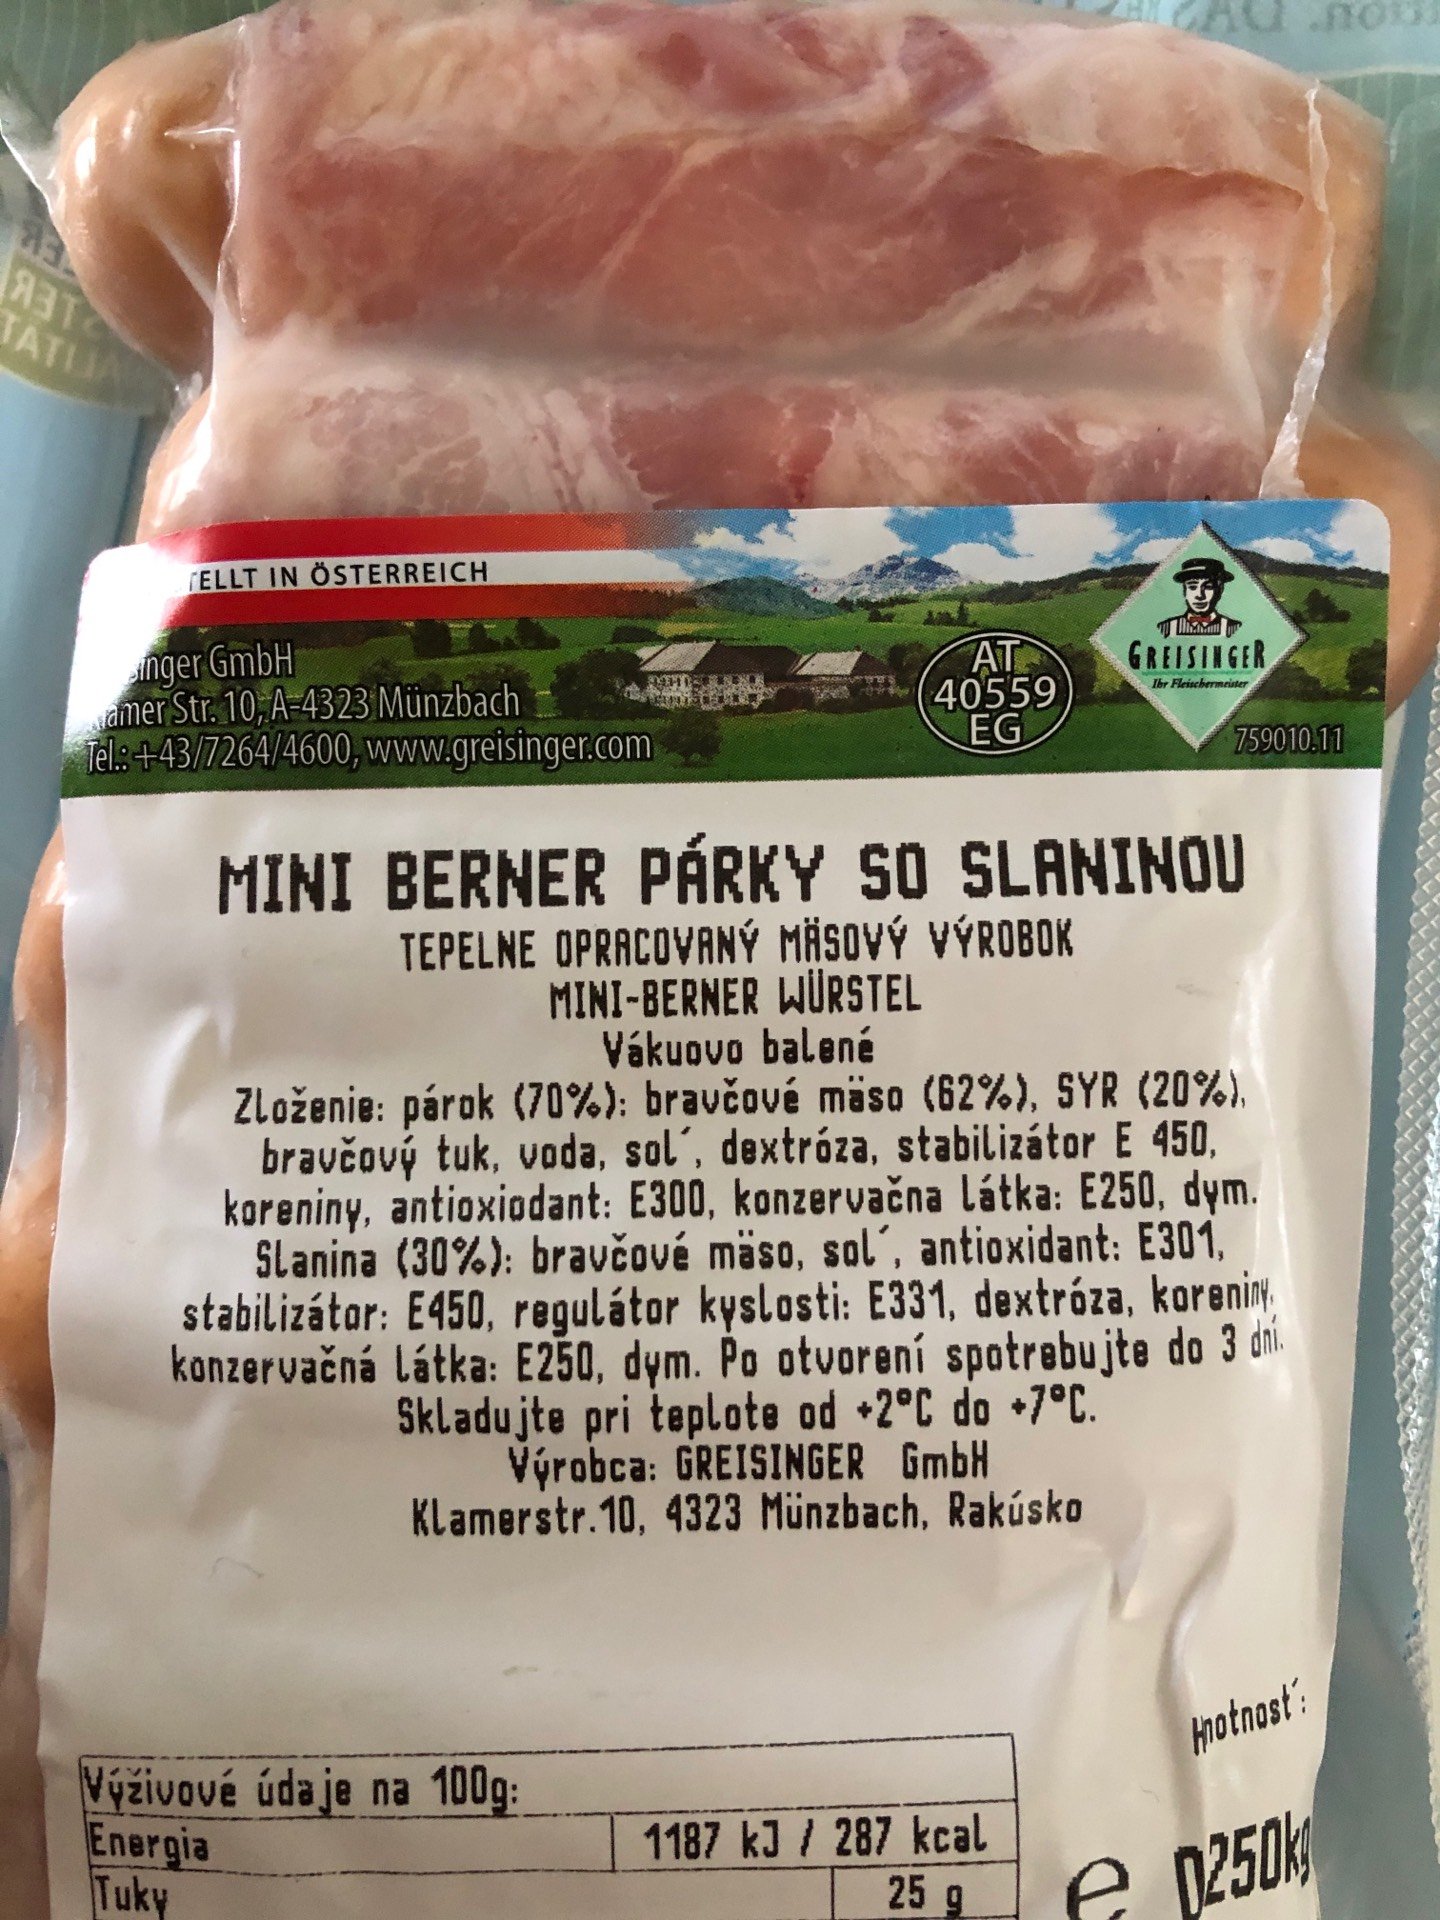 TELLT IN ÖSTERREICH
GmbH
Str. 10, A-4323 Münzbach
Tel.: +43/7264/4600, www.greisinger.com
AT
40559
EG
GREISINGER
Ihr Fleischermeister
759010.11
MINI BERNER PÁRKY SO SLANINOU
TEPELNE OPRACOVANÝ MÄSOVÝ VÝROBOK
MINI-BERNER WÜRSTEL
Vákuovo balené
Zloženie: párok (70%): bravčové mäso (62%), SYR (20%),
bravčový tuk, voda, sol´, dextróza, stabilizátor E 450,
koreniny, antioxiodant: E300, konzervačna látka: E250, dym.
Slanina (30%): bravčové mäso, sol´, antioxidant: E301,
stabilizátor: E450, regulátor kyslosti: E331, dextróza, koreniny,
konzervačná látka: E250, dym. Po otvorení spotrebujte do 3 dní.
Skladujte pri teplote od +2°C do +7°C.
Výrobca: GREISINGER GmbH
Klamerstr.10, 4323 Münzbach, Rakúsko
Hmotnost´:
Výživové údaje na 100g:
Energia 1187 kJ / 287 kcal
Tuky 25 g
e 0250kg